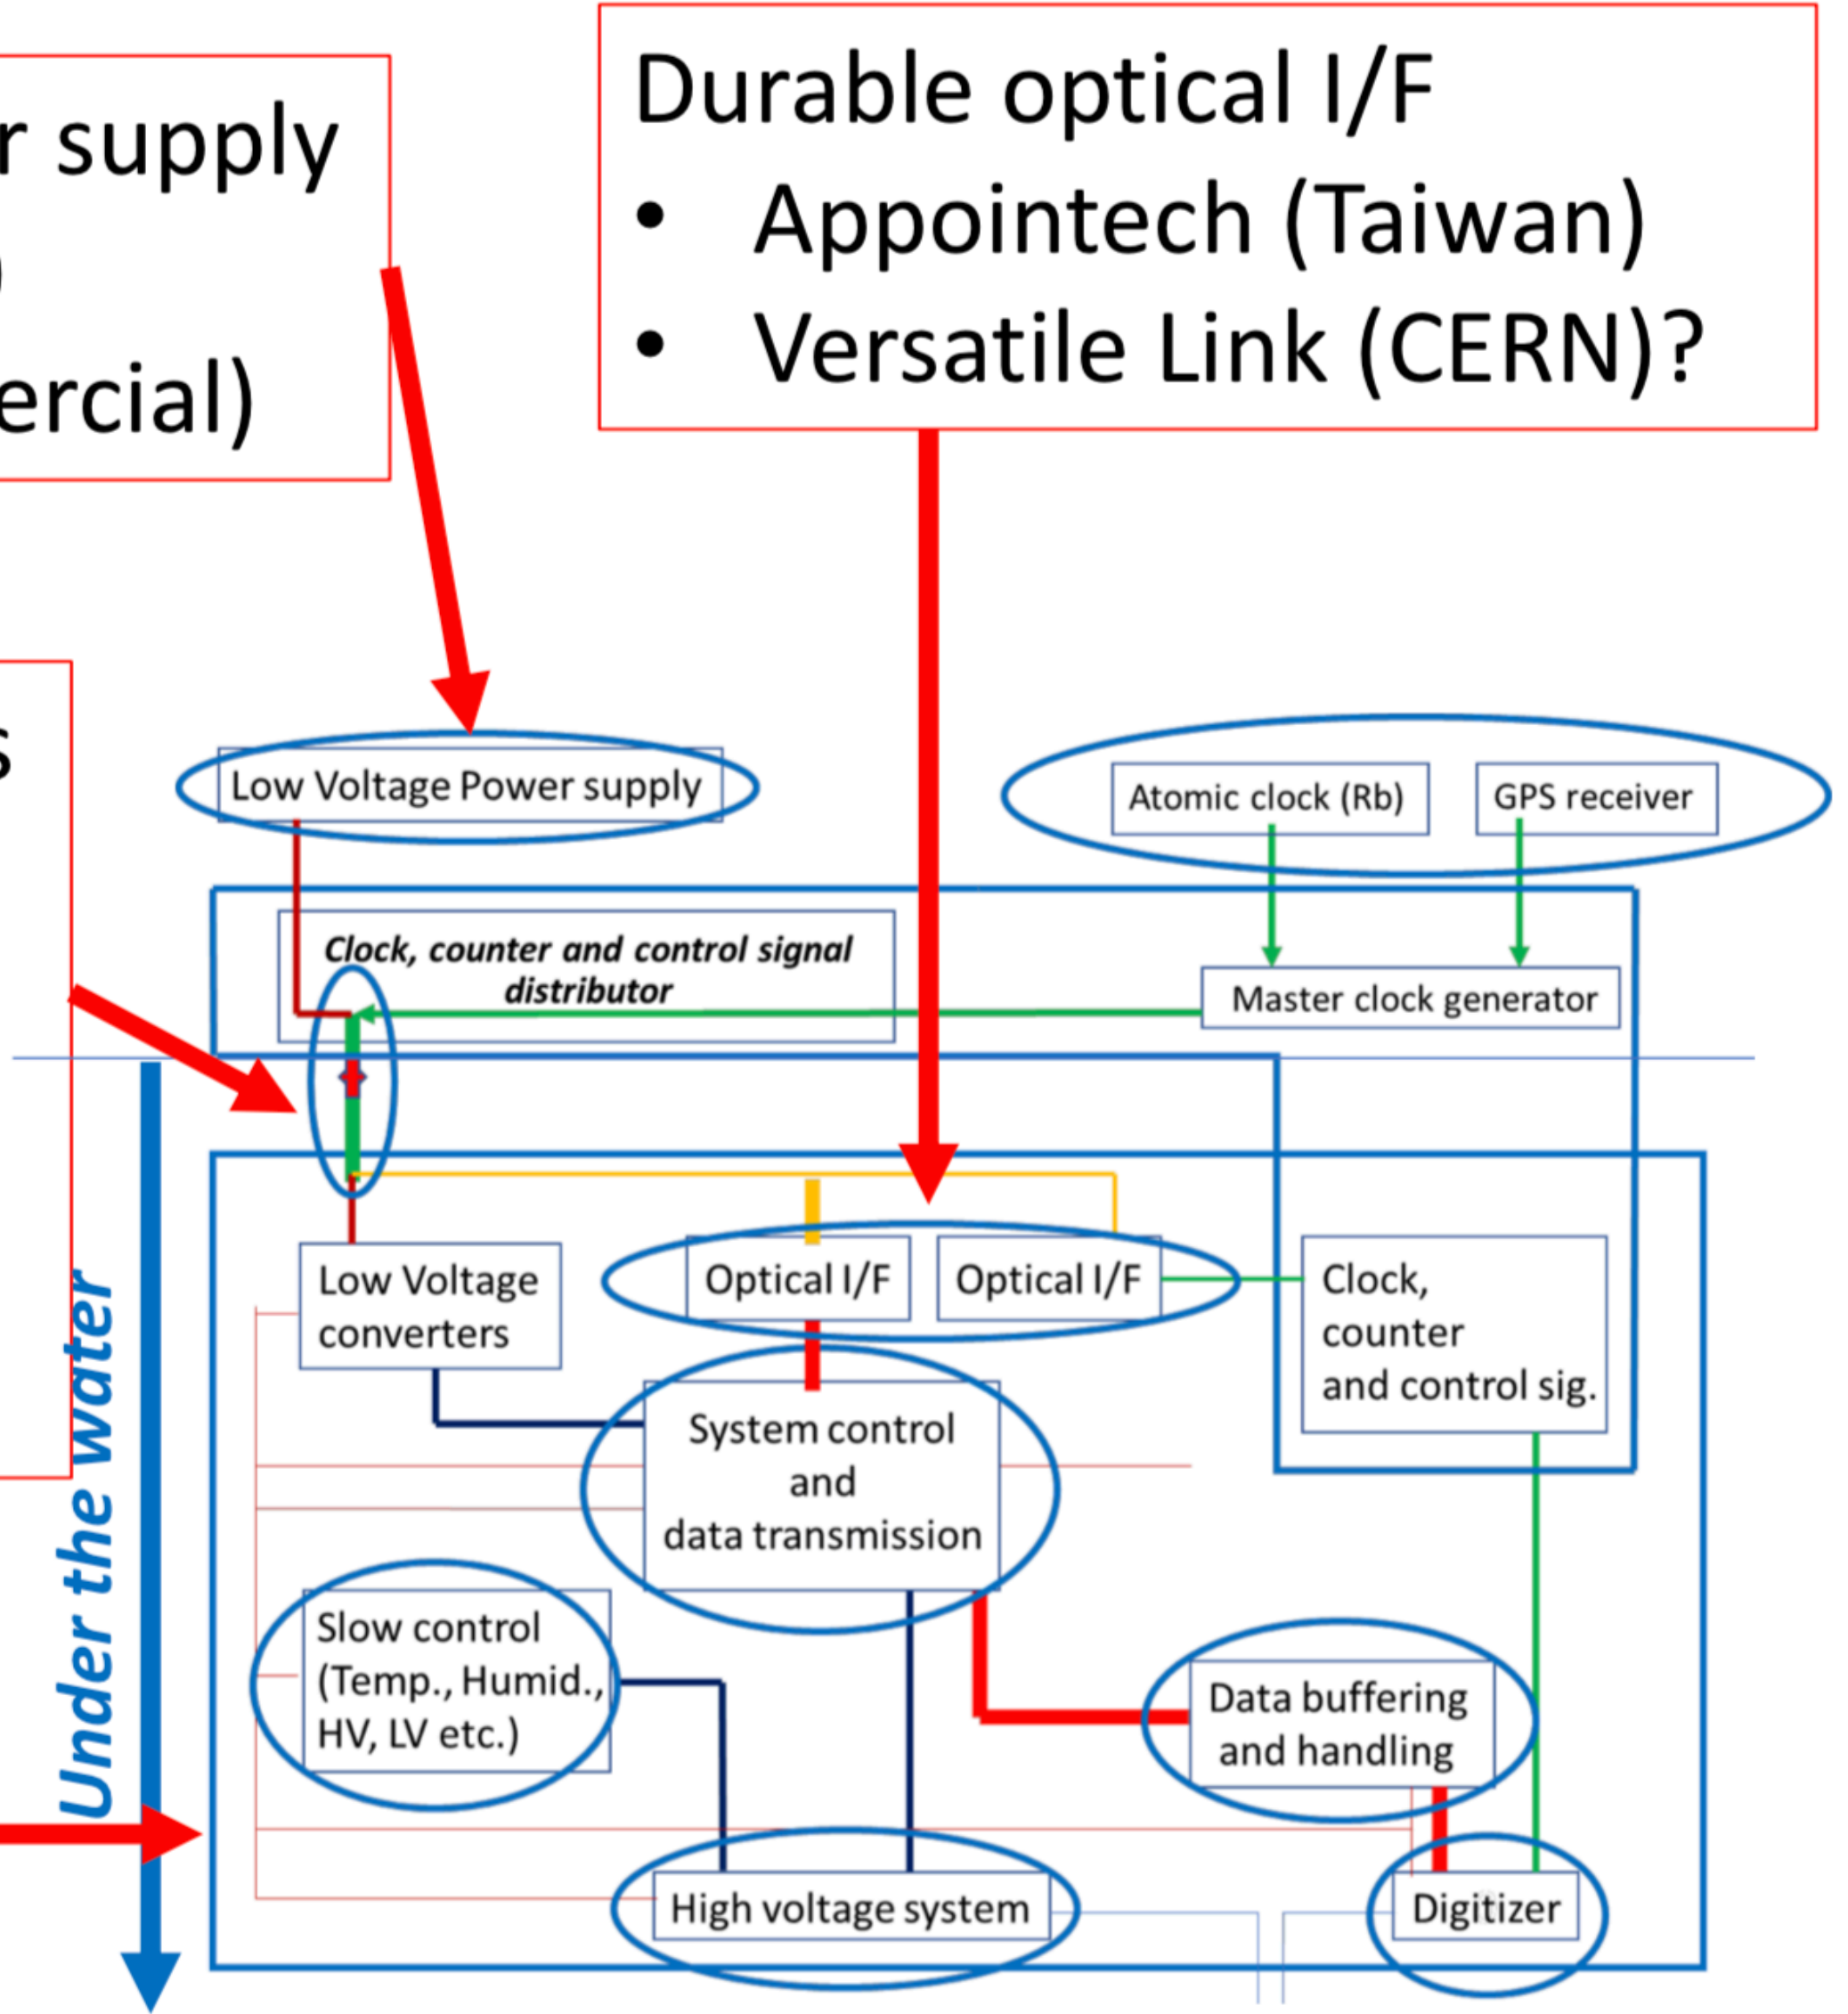 r supply
)
ercial)
Durable optical I/F
• Appointech (Taiwan)
• Versatile Link (CERN)?
s
Low Voltage Power supply
Atomic clock (Rb)
GPS receiver
Clock, counter and control signal
distributor
Master clock generator
Under the water
Low Voltage
converters
Optical I/F
Optical I/F
Clock,
counter
and control sig.
System control
and
data transmission
Slow control
(Temp., Humid.,
HV, LV etc.)
Data buffering
and handling
High voltage system
Digitizer